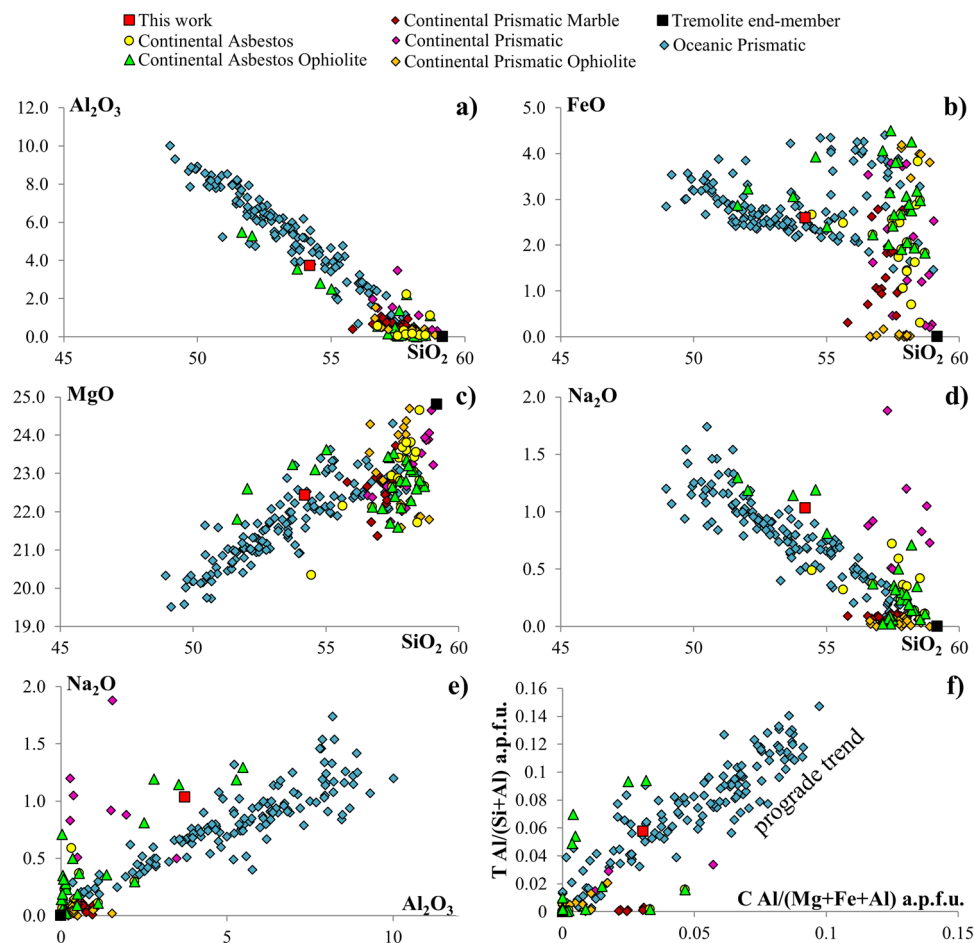 This work
Continental Prismatic Marble
Tremolite end-member
Continental Asbestos
Continental Prismatic
Oceanic Prismatic
Continental Asbestos Ophiolite
Continental Prismatic Ophiolite
Al₂O₃
a)
12.0
10.0
8.0
6.0
4.0
2.0
0.0
45 50 55 60
SiO₂
FeO
b)
5.0
4.0
3.0
2.0
1.0
0.0
45 50 55 60
SiO₂
MgO
c)
25.0
24.0
23.0
22.0
21.0
20.0
19.0
45 50 55 60
SiO₂
Na₂O
d)
2.0
1.5
1.0
0.5
0.0
45 50 55 60
SiO₂
Na₂O
e)
2.0
1.5
1.0
0.5
0.0
0 5 10
Al₂O₃
f)
T Al/(Si+Al) a.p.f.u.
0.16
0.14
0.12
0.1
0.08
0.06
0.04
0.02
0
prograde trend
C Al/(Mg+Fe+Al) a.p.f.u.
0 0.05 0.1 0.15